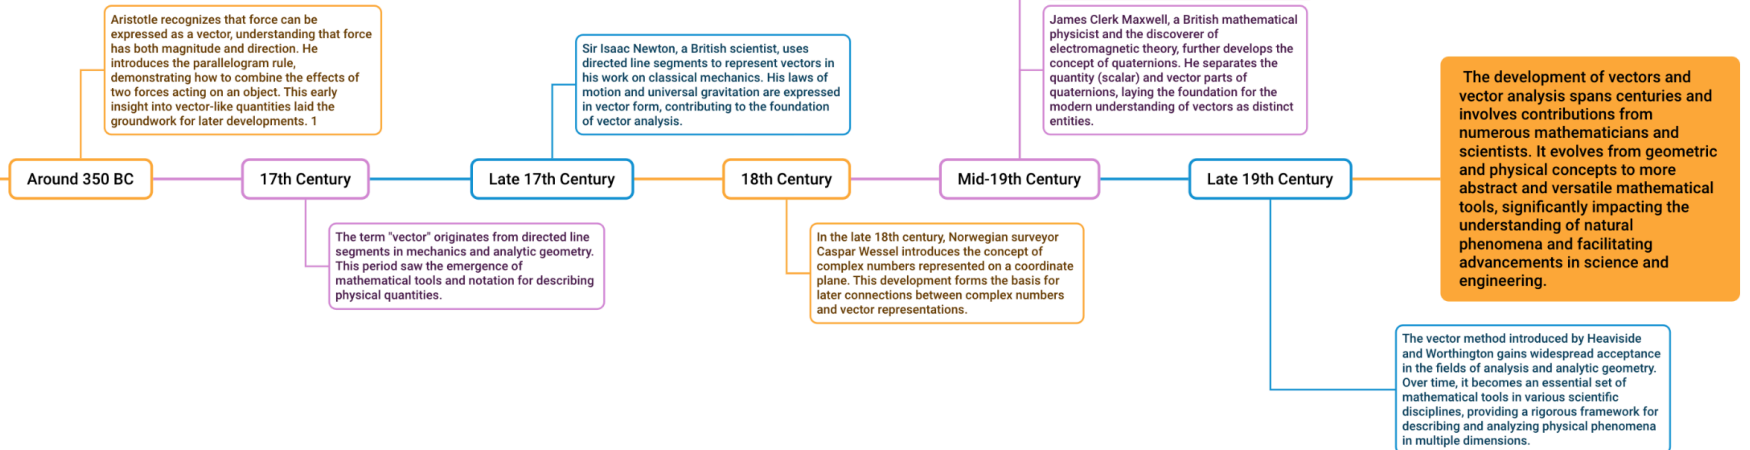 Aristotle recognizes that force can be
expressed as a vector, understanding that force
has both magnitude and direction. He
introduces the parallelogram rule,
demonstrating how to combine the effects of
two forces acting on an object. This early
insight into vector-like quantities laid the
groundwork for later developments. 1
Sir Isaac Newton, a British scientist, uses
directed line segments to represent vectors in
his work on classical mechanics. His laws of
motion and universal gravitation are expressed
in vector form, contributing to the foundation
of vector analysis.
James Clerk Maxwell, a British mathematical
physicist and the discoverer of
electromagnetic theory, further develops the
concept of quaternions. He separates the
quantity (scalar) and vector parts of
quaternions, laying the foundation for the
modern understanding of vectors as distinct
entities.
Around 350 BC
17th Century
Late 17th Century
18th Century
Mid-19th Century
Late 19th Century
The development of vectors and
vector analysis spans centuries and
involves contributions from
numerous mathematicians and
scientists. It evolves from geometric
and physical concepts to more
abstract and versatile mathematical
tools, significantly impacting the
understanding of natural
phenomena and facilitating
advancements in science and
engineering.
The term "vector" originates from directed line
segments in mechanics and analytic geometry.
This period saw the emergence of
mathematical tools and notation for describing
physical quantities.
In the late 18th century, Norwegian surveyor
Caspar Wessel introduces the concept of
complex numbers represented on a coordinate
plane. This development forms the basis for
later connections between complex numbers
and vector representations.
The vector method introduced by Heaviside
and Worthington gains widespread acceptance
in the fields of analysis and analytic geometry.
Over time, it becomes an essential set of
mathematical tools in various scientific
disciplines, providing a rigorous framework for
describing and analyzing physical phenomena
in multiple dimensions.